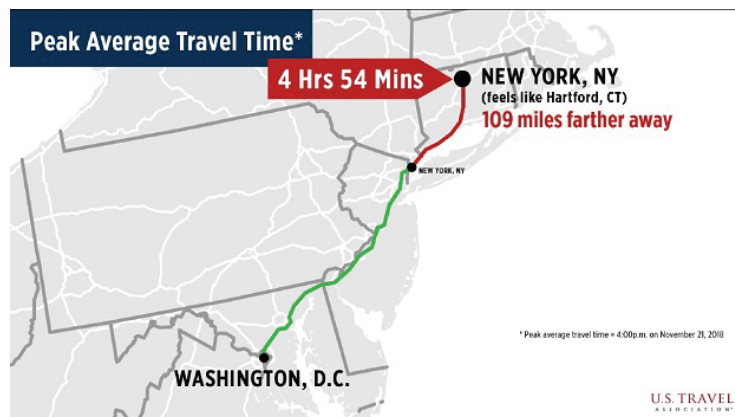 Peak Average Travel Time*
4 Hrs 54 Mins
NEW YORK, NY
(feels like Hartford, CT)
109 miles farther away
NEW YORK, NY
* Peak average travel time = 4:00p.m. on November 21, 2018
WASHINGTON, D.C.
U.S. TRAVEL
ASSOCIATION